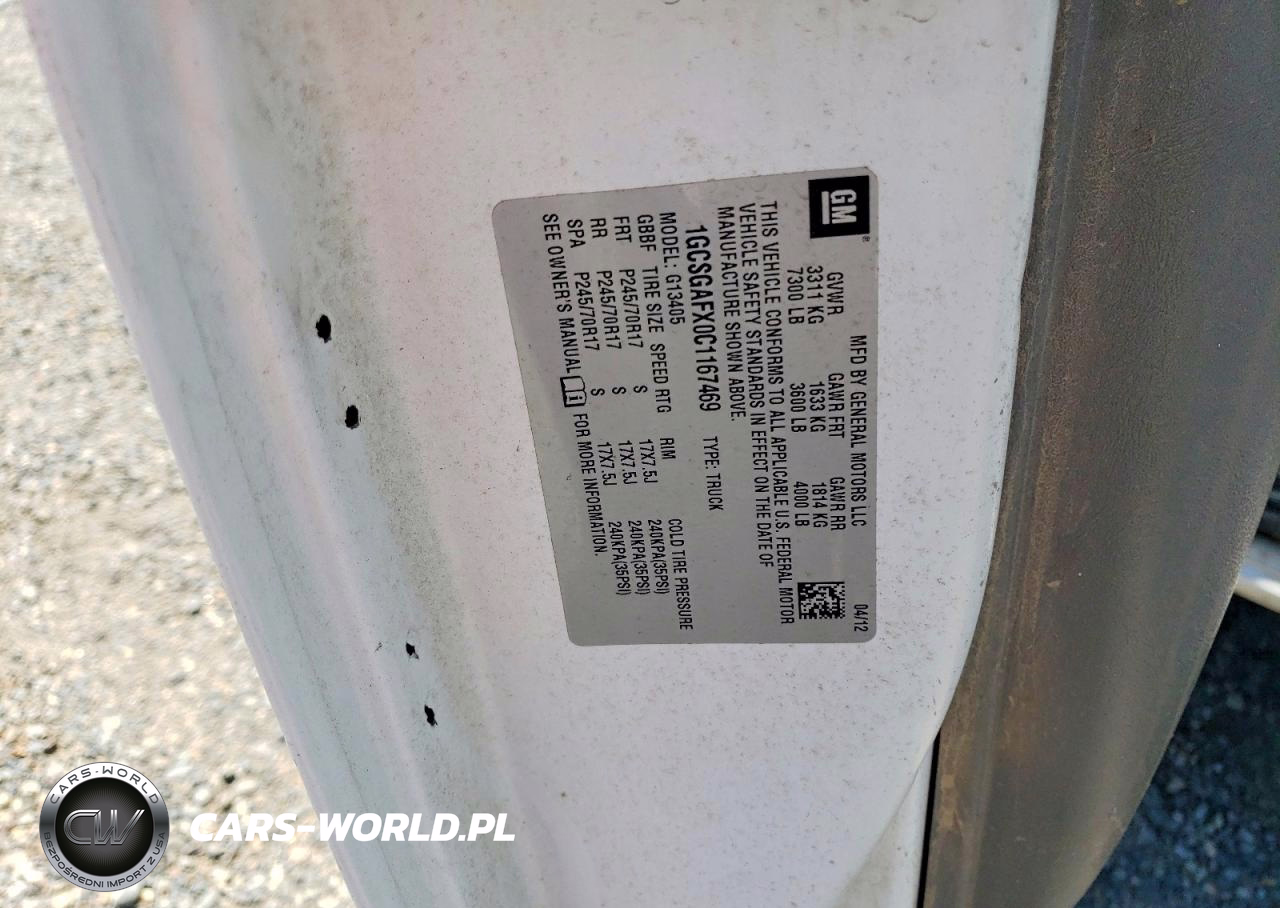 GM®
MFD BY GENERAL MOTORS LLC 04/12
GVWR GAWR FRT GAWR RR
3311 KG 1633 KG 1814 KG
7300 LB 3600 LB 4000 LB
THIS VEHICLE CONFORMS TO ALL APPLICABLE U.S. FEDERAL MOTOR
VEHICLE SAFETY STANDARDS IN EFFECT ON THE DATE OF
MANUFACTURE SHOWN ABOVE.
1GCSGAFX0C1167469 TYPE: TRUCK
MODEL: G13405
GBBF TIRE SIZE SPEED RTG RIM COLD TIRE PRESSURE
FRT P245/70R17 S 17X7.5J 240KPA(35PSI)
RR P245/70R17 S 17X7.5J 240KPA(35PSI)
SPA P245/70R17 S 17X7.5J 240KPA(35PSI)
SEE OWNER'S MANUAL FOR MORE INFORMATION.
CARS-WORLD
CW
BEZPOŚREDNI IMPORT Z USA
CARS-WORLD.PL